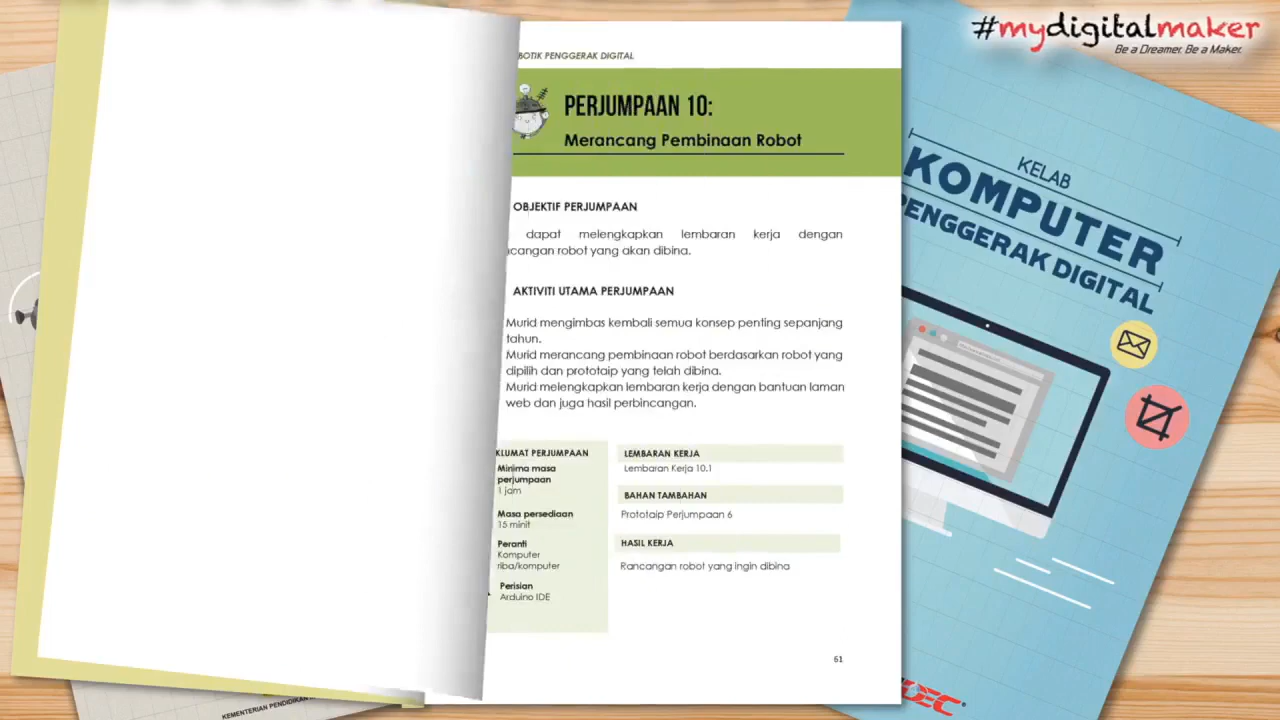 #mydigitalmaker
Be a Dreamer. Be a Maker.
BOTIK PENGGERAK DIGITAL
PERJUMPAAN 10:
Merancang Pembinaan Robot
OBJEKTIF PERJUMPAAN
dapat melengkapkan lembaran kerja dengan
cangan robot yang akan dibina.
AKTIVITI UTAMA PERJUMPAAN
Murid mengimbas kembali semua konsep penting sepanjang
tahun.
Murid merancang pembinaan robot berdasarkan robot yang
dipilih dan prototaip yang telah dibina.
Murid melengkapkan lembaran kerja dengan bantuan laman
web dan juga hasil perbincangan.
KLUMAT PERJUMPAAN
Minima masa
perjumpaan
1 jam
Masa persediaan
15 minit
Peranti
Komputer
riba/komputer
Perisian
Arduino IDE
LEMBARAN KERJA
Lembaran Kerja 10.1
BAHAN TAMBAHAN
Prototaip Perjumpaan 6
HASIL KERJA
Rancangan robot yang ingin dibina
61
KELAB
KOMPUTER
PENGGERAK DIGITAL
DEC
KEMENTERIAN PENDIDIKAN